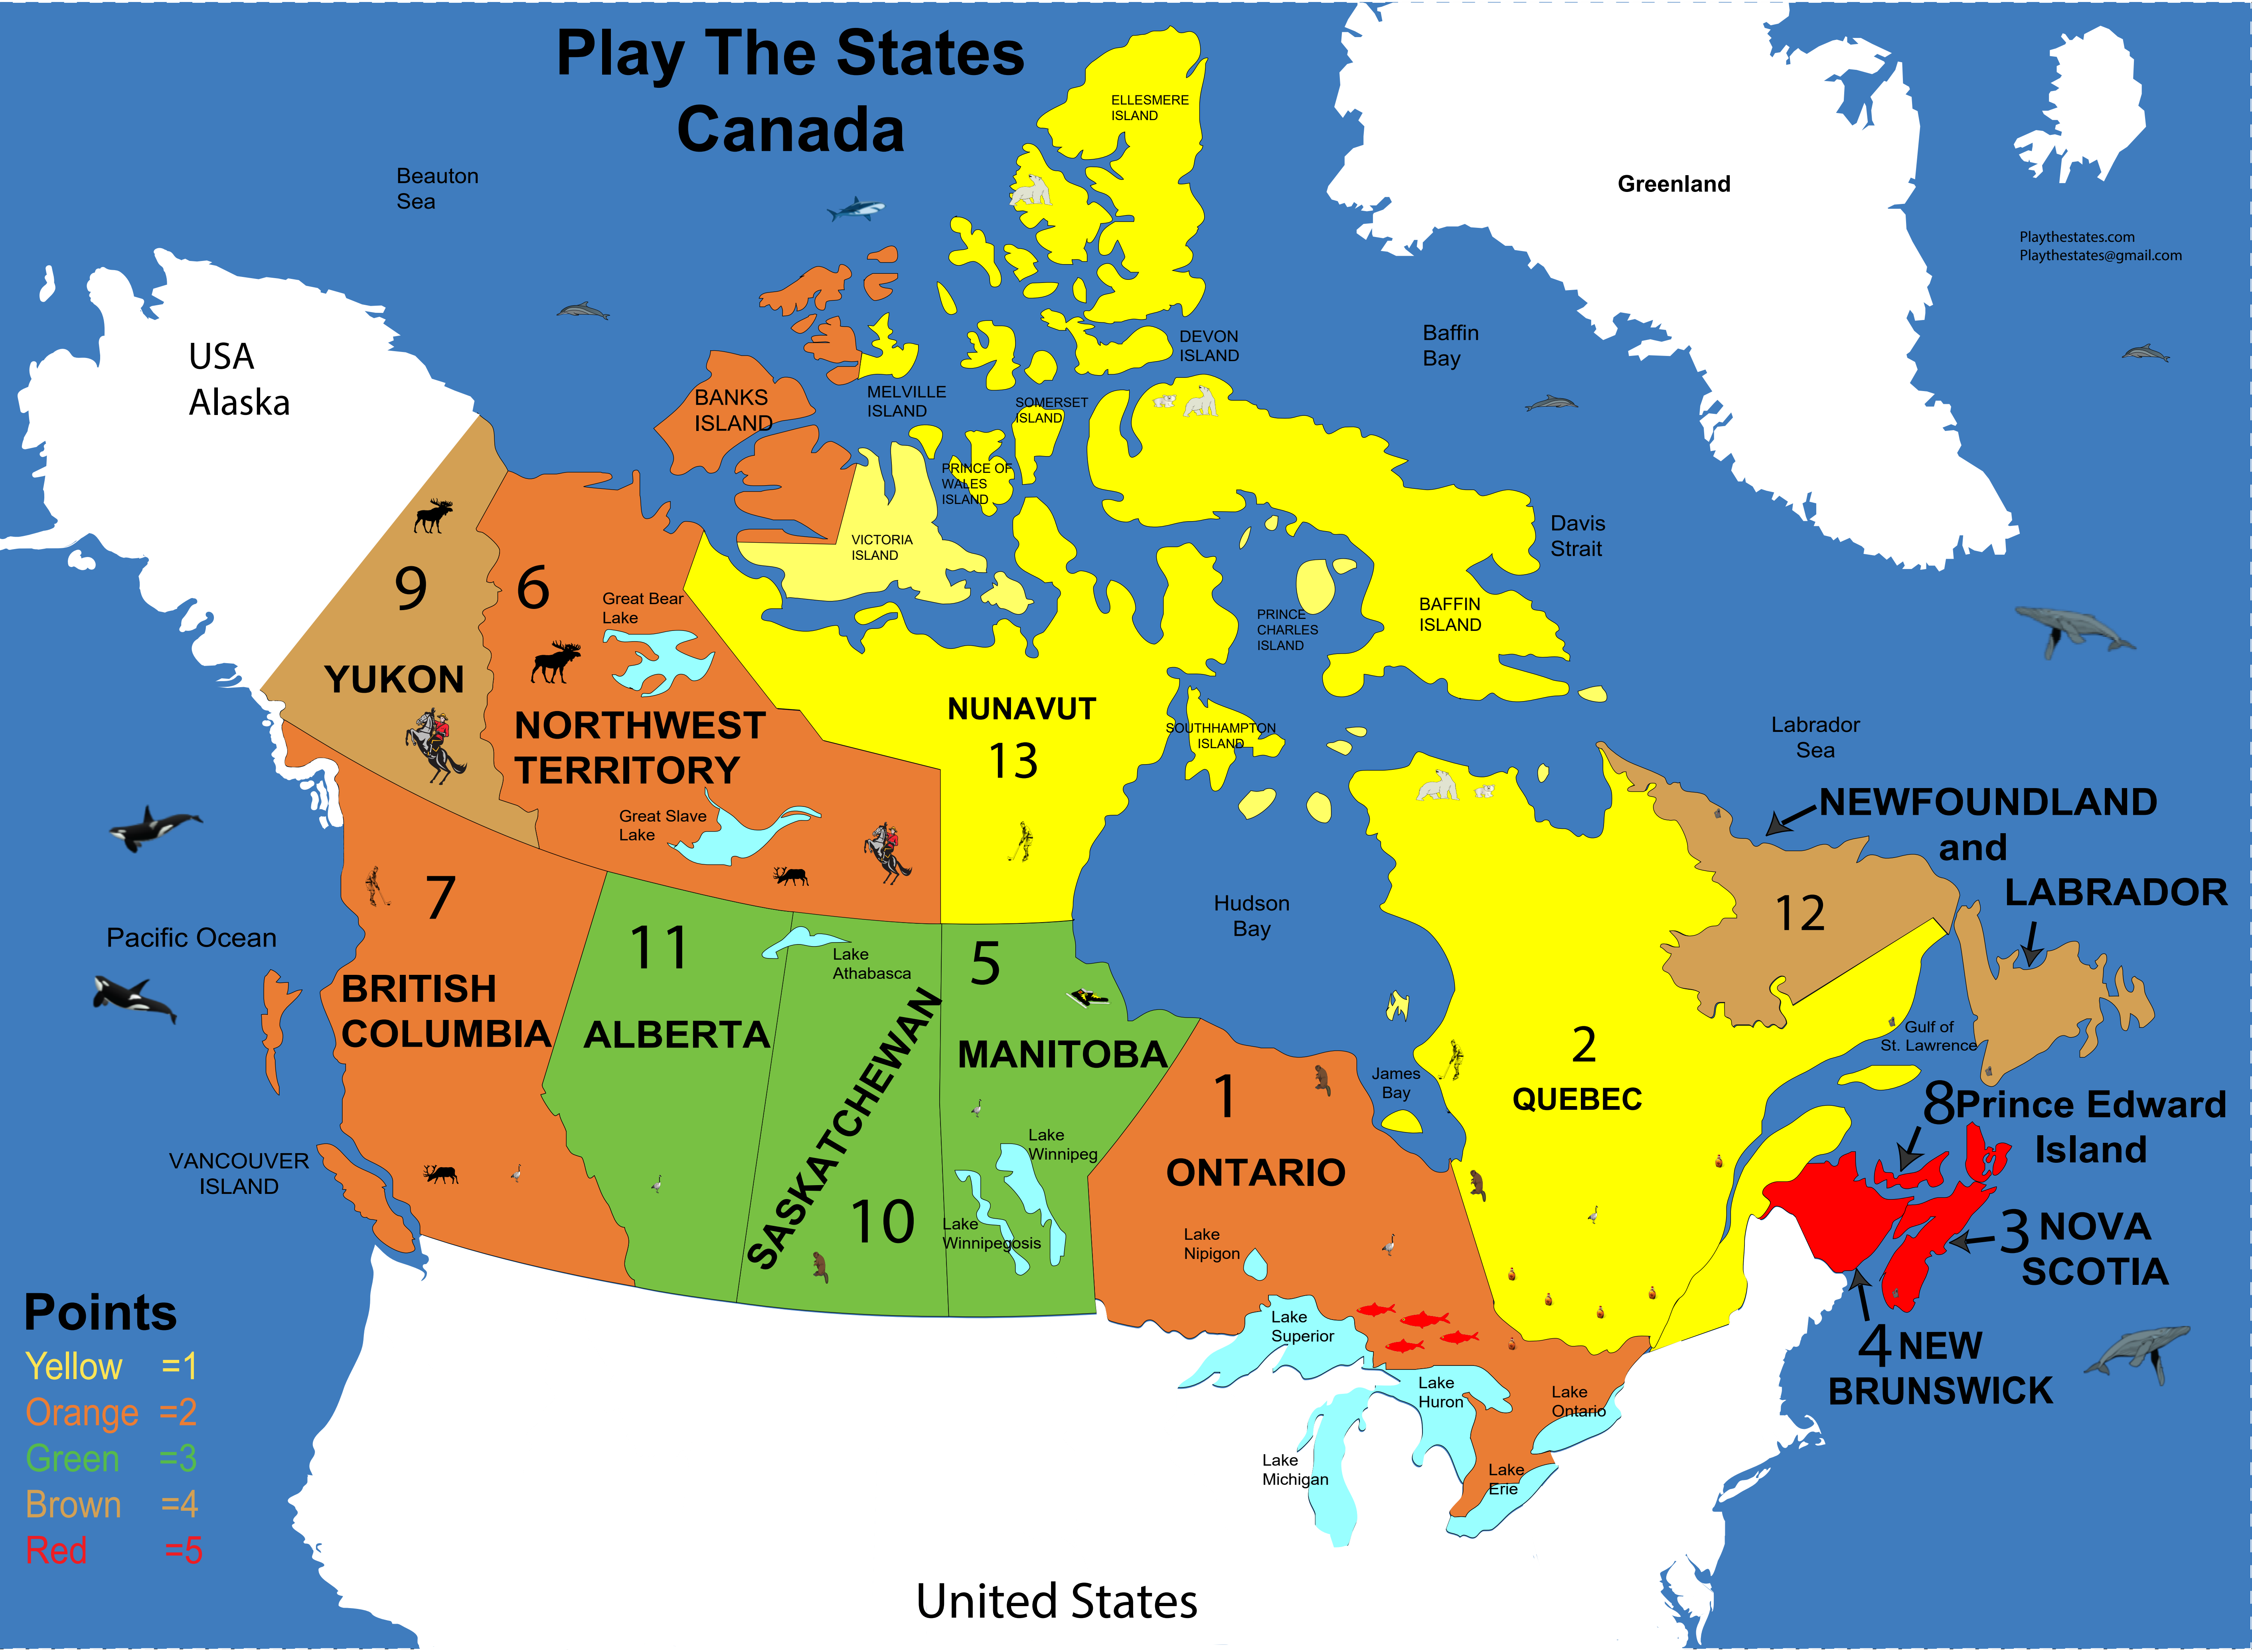 Play The States
Canada
ELLESMERE
ISLAND
Beauton
Sea
Greenland
Playthestates.com
Playthestates@gmail.com
USA
Alaska
DEVON
ISLAND
Baffin
Bay
BANKS
ISLAND
MELVILLE
ISLAND
SOMERSET
ISLAND
PRINCE OF
WALES
ISLAND
VICTORIA
ISLAND
Davis
Strait
9
YUKON
6
Great Bear
Lake
NORTHWEST
TERRITORY
Great Slave
Lake
NUNAVUT
13
PRINCE
CHARLES
ISLAND
BAFFIN
ISLAND
SOUTHHAMPTON
ISLAND
Labrador
Sea
NEWFOUNDLAND
and
LABRADOR
12
7
BRITISH
COLUMBIA
Pacific Ocean
11
ALBERTA
Lake
Athabasca
SASKATCHEWAN
10
5
MANITOBA
Lake
Winnipeg
Lake
Winnipegosis
Hudson
Bay
James
Bay
1
ONTARIO
Lake
Nipigon
2
QUEBEC
Gulf of
St. Lawrence
8Prince Edward
Island
3 NOVA
SCOTIA
4 NEW
BRUNSWICK
VANCOUVER
ISLAND
Lake
Superior
Lake
Huron
Lake
Ontario
Lake
Michigan
Lake
Erie
Points
Yellow =1
Orange =2
Green =3
Brown =4
Red =5
United States